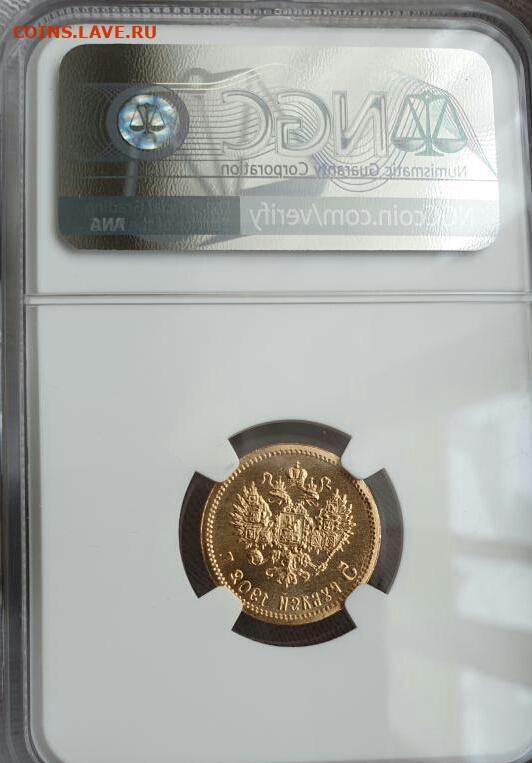 COINS.LAVE.RU
NGC
Numismatic Guaranty Corporation
NGCcoin.com/verify
ANA
5 РУБЛЕЙ 1903 Г.